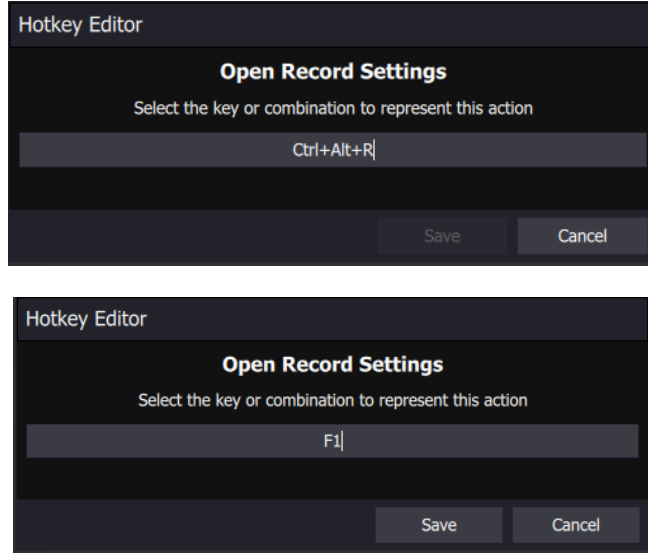 Hotkey Editor
Open Record Settings
Select the key or combination to represent this action
Ctrl+Alt+R
Save Cancel
Hotkey Editor
Open Record Settings
Select the key or combination to represent this action
F1
Save Cancel